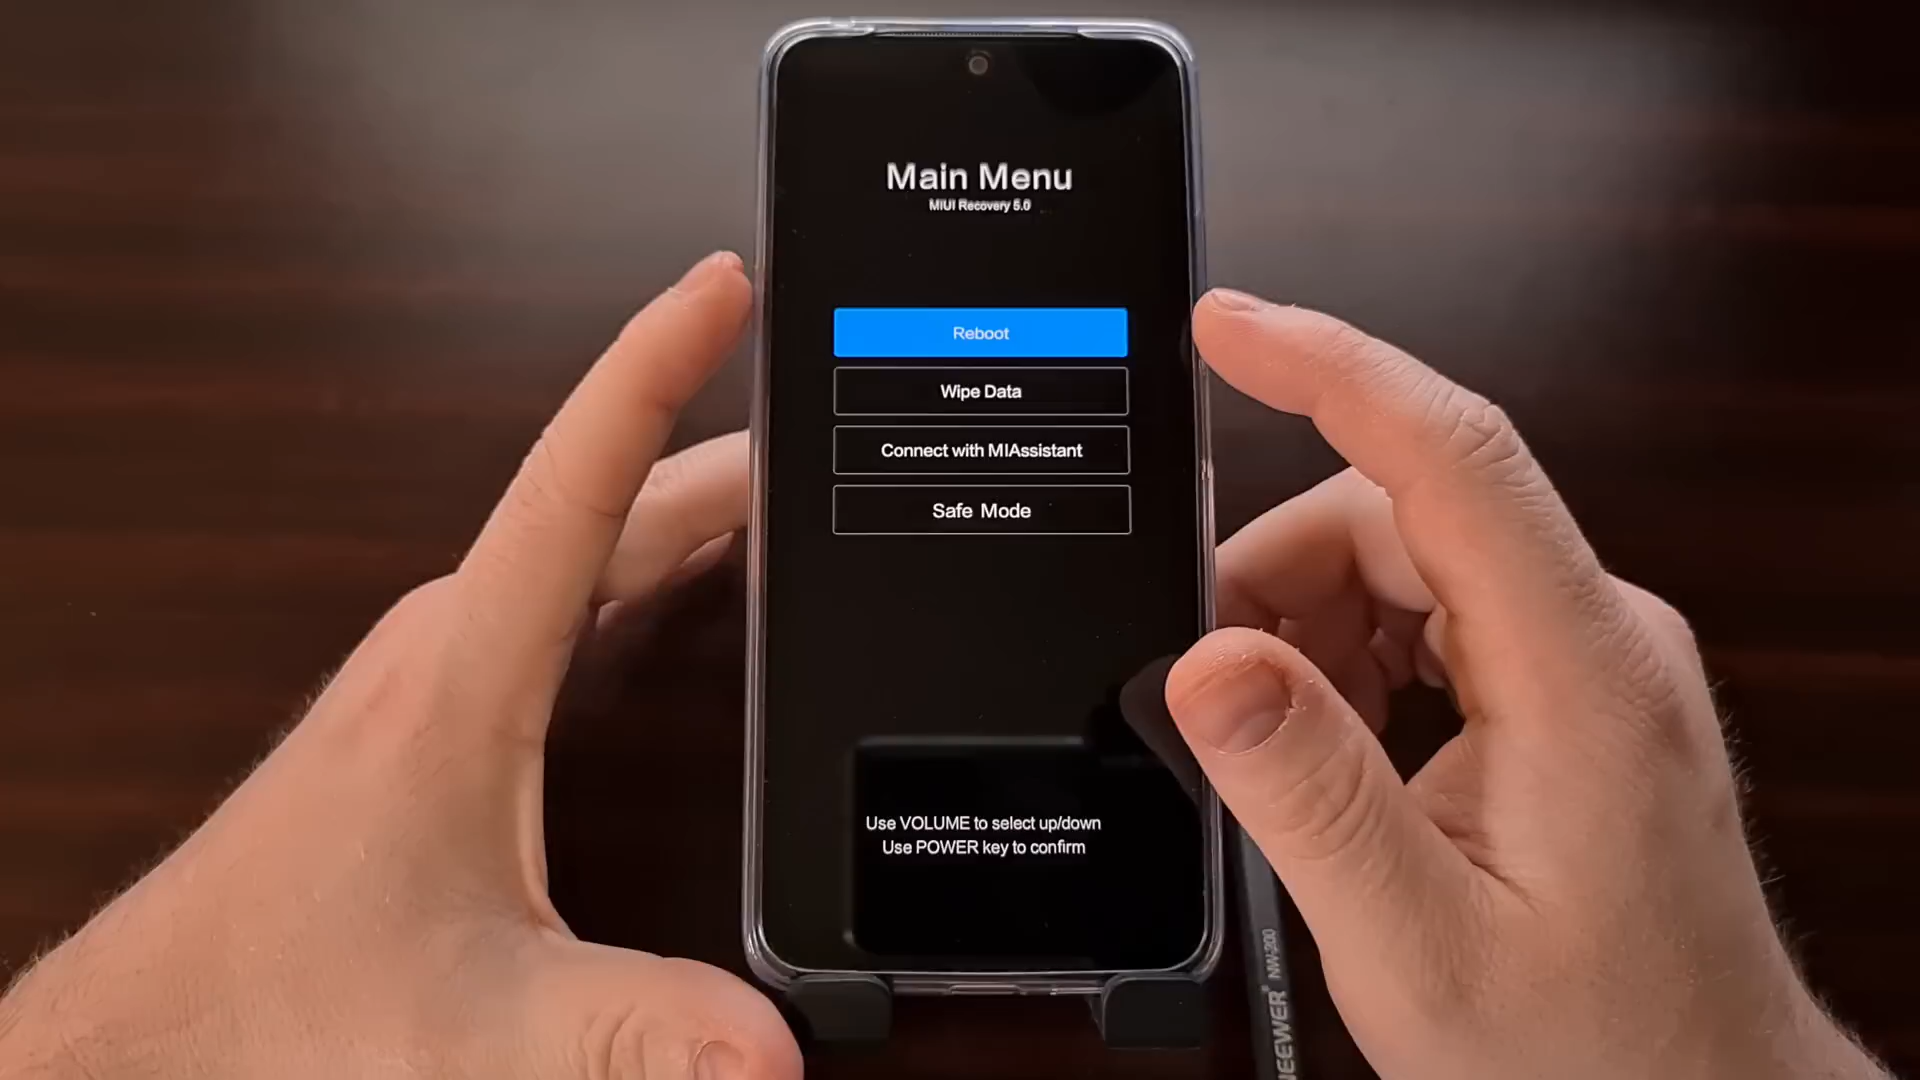 Main Menu
MIUI Recovery 5.0
Reboot
Wipe Data
Connect with MIAssistant
Safe Mode
Use VOLUME to select up/down
Use POWER key to confirm
NEEWER® NW-200